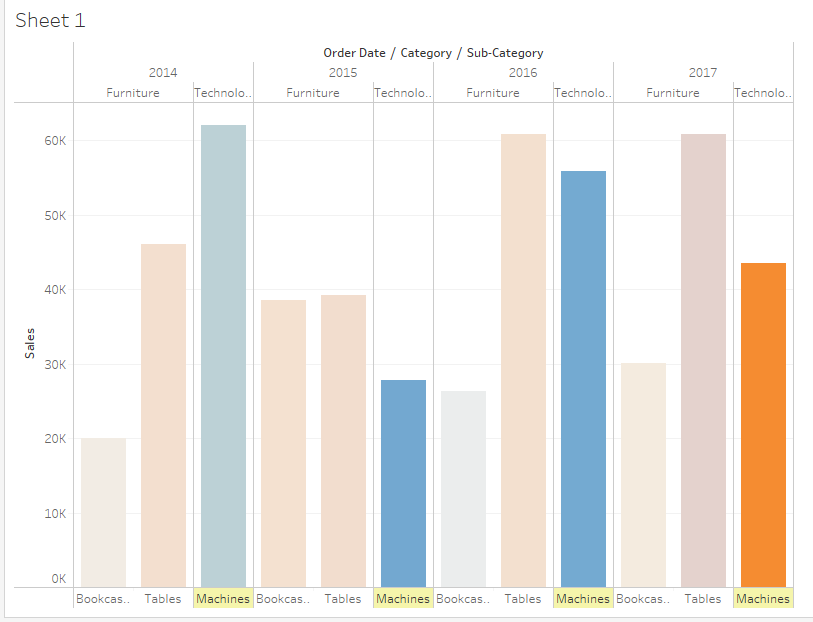 Sheet 1
Order Date / Category / Sub-Category
2014 2015 2016 2017
Furniture Technolo.. Furniture Technolo.. Furniture Technolo.. Furniture Technolo..
60K
50K
40K
Sales
30K
20K
10K
0K
Bookcas.. Tables Machines Bookcas.. Tables Machines Bookcas.. Tables Machines Bookcas.. Tables Machines